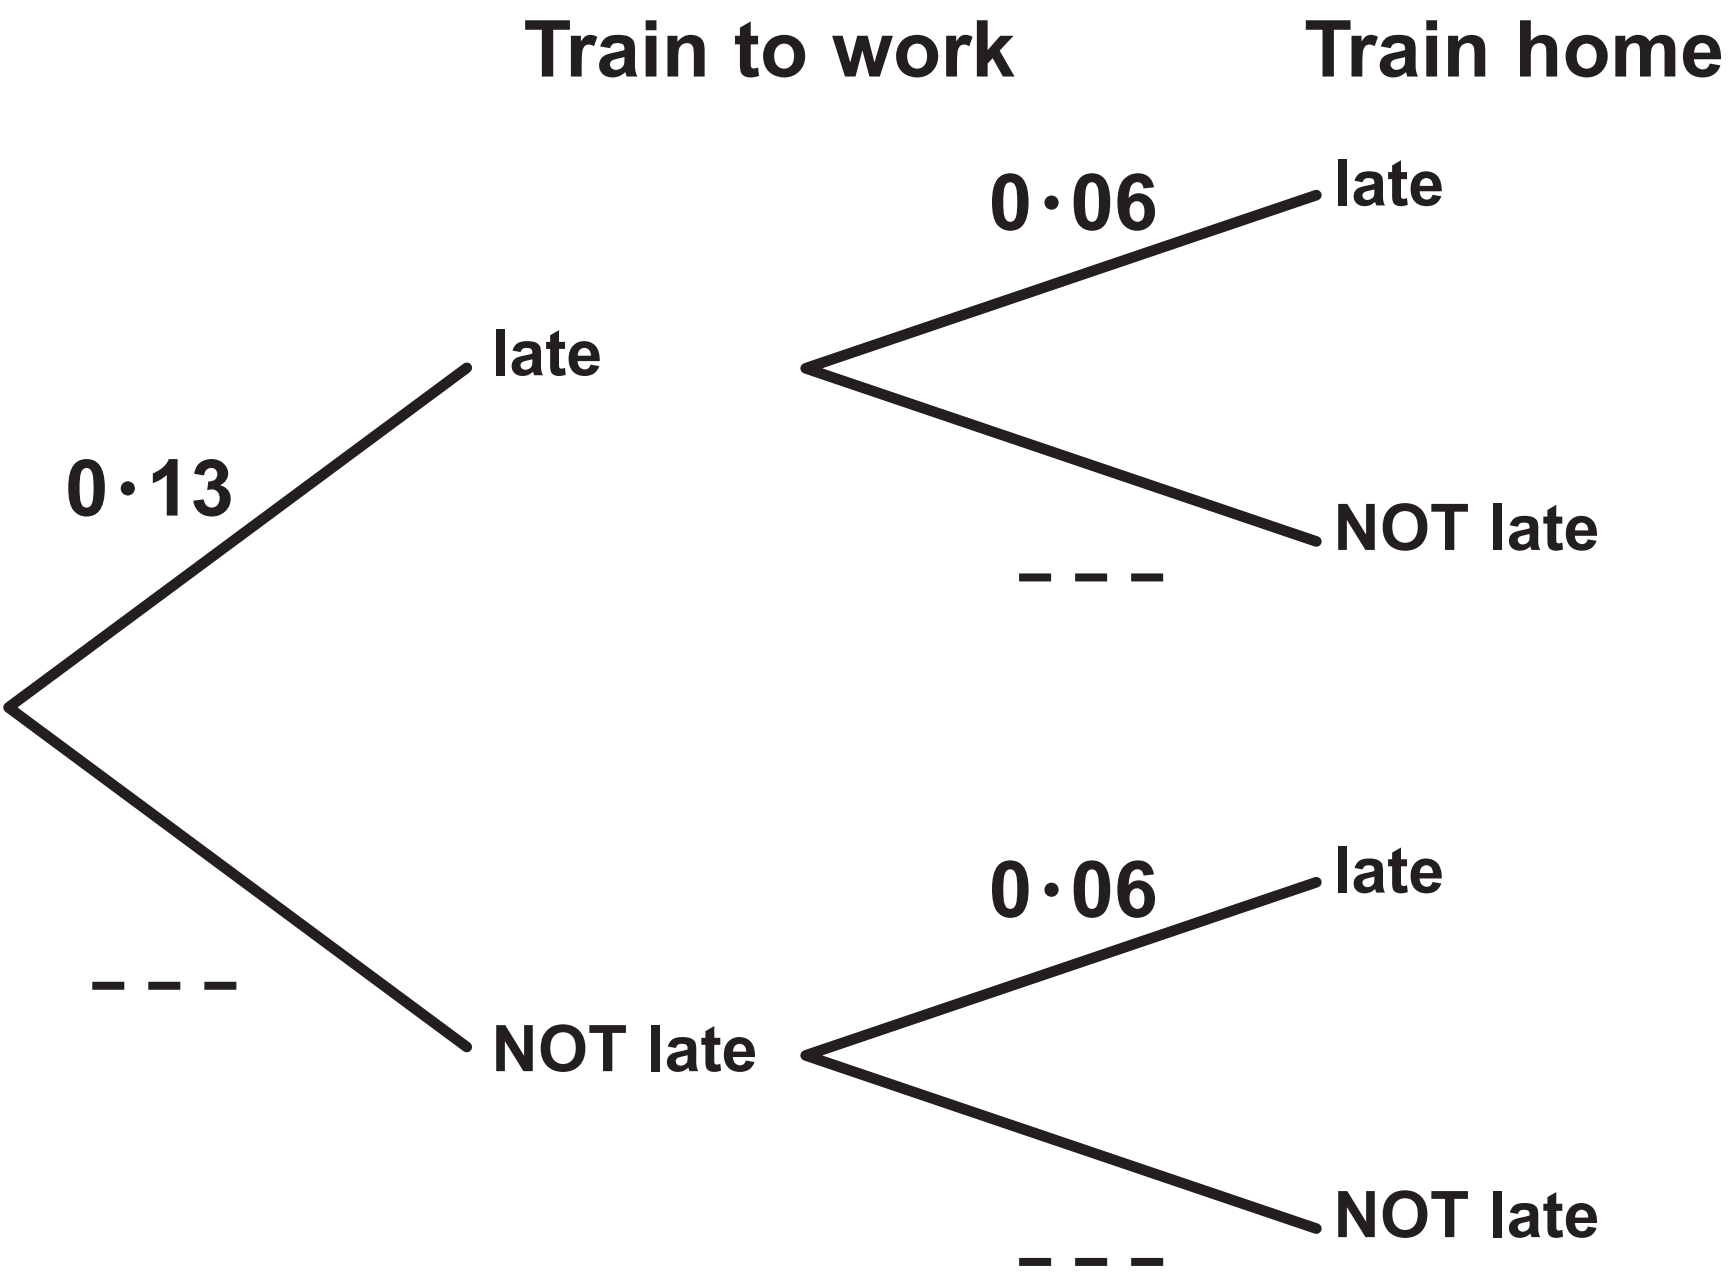 Train to work Train home
0·06 late
late
0·13
NOT late
_ _ _
0·06 late
_ _ _
NOT late
NOT late
_ _ _